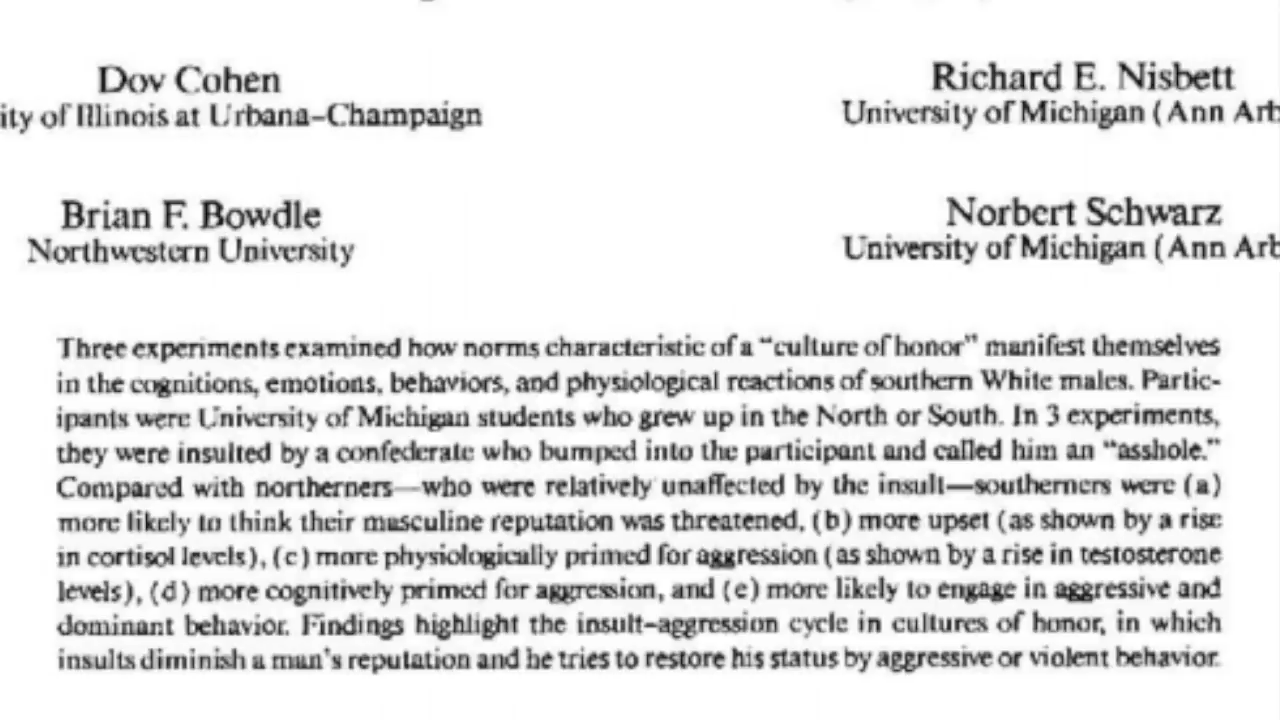 Dov Cohen
ity of Illinois at Urbana–Champaign
Richard E. Nisbett
University of Michigan (Ann Arb
Brian F. Bowdle
Northwestern University
Norbert Schwarz
University of Michigan (Ann Arb
Three experiments examined how norms characteristic of a “culture of honor” manifest themselves
in the cognitions, emotions, behaviors, and physiological reactions of southern White males. Partic-
ipants were University of Michigan students who grew up in the North or South. In 3 experiments,
they were insulted by a confederate who bumped into the participant and called him an “asshole.”
Compared with northerners—who were relatively unaffected by the insult—southerners were (a)
more likely to think their masculine reputation was threatened, (b) more upset (as shown by a rise
in cortisol levels), (c) more physiologically primed for aggression (as shown by a rise in testosterone
levels), (d) more cognitively primed for aggression, and (e) more likely to engage in aggressive and
dominant behavior. Findings highlight the insult–aggression cycle in cultures of honor, in which
insults diminish a man's reputation and he tries to restore his status by aggressive or violent behavior.